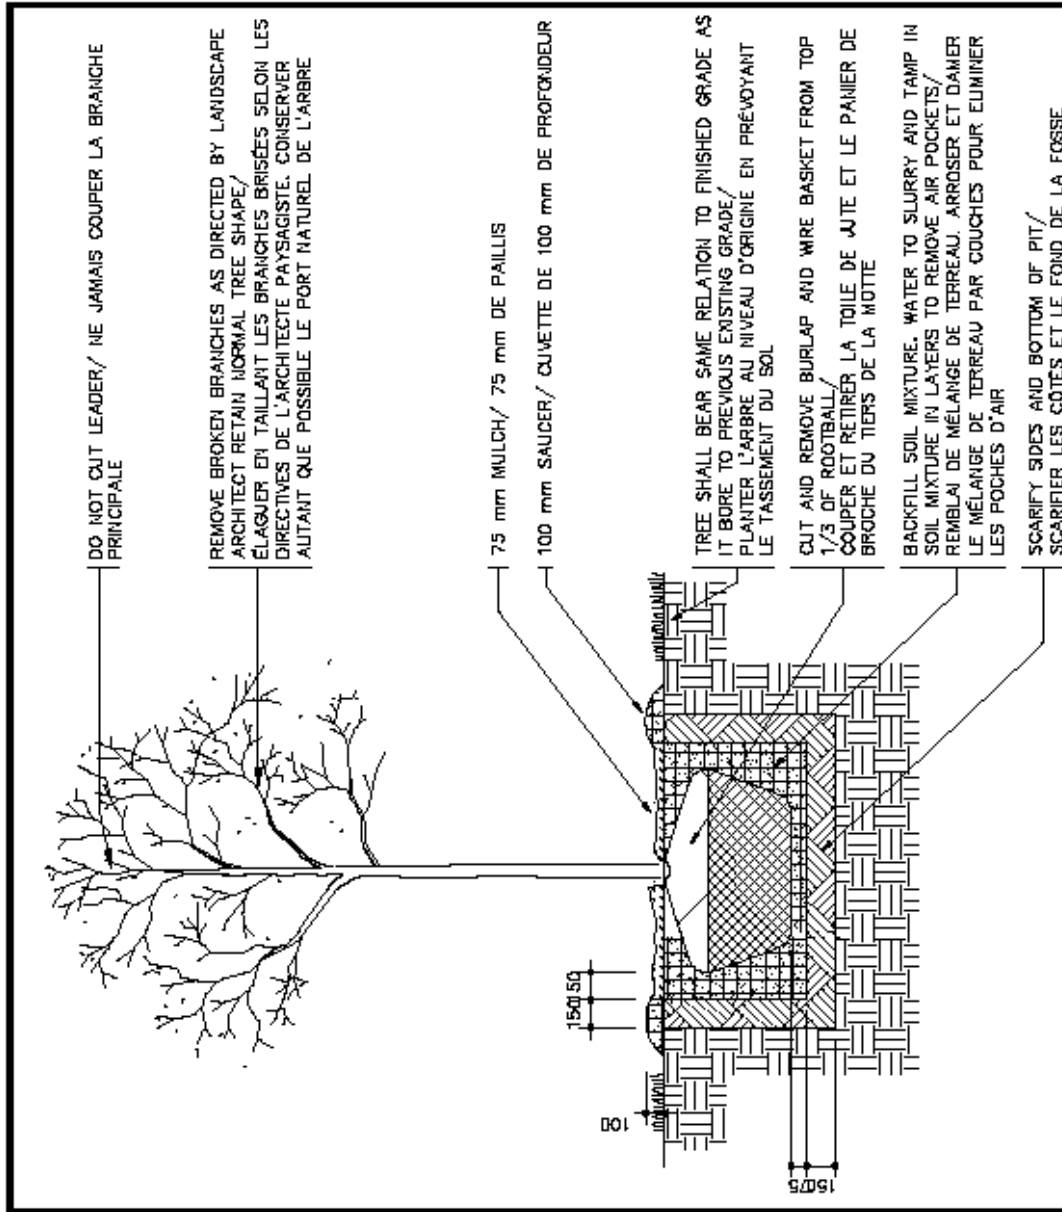 DO NOT CUT LEADER/ NE JAMAIS COUPER LA BRANCHE
PRINCIPALE
REMOVE BROKEN BRANCHES AS DIRECTED BY LANDSCAPE
ARCHITECT RETAIN NORMAL TREE SHAPE/
ÉLAGUER EN TAILLANT LES BRANCHES BRISÉES SELON LES
DIRECTIVES DE L'ARCHITECTE PAYSAGISTE. CONSERVER
AUTANT QUE POSSIBLE LE PORT NATUREL DE L'ARBRE
75 mm MULCH/ 75 mm DE PAILLIS
100 mm SAUCER/ CUVETTE DE 100 mm DE PROFONDEUR
TREE SHALL BEAR SAME RELATION TO FINISHED GRADE AS
IT BORE TO PREVIOUS EXISTING GRADE/
PLANTER L'ARBRE AU NIVEAU D'ORIGINE EN PRÉVOYANT
LE TASSEMENT DU SOL
CUT AND REMOVE BURLAP AND WIRE BASKET FROM TOP
1/3 OF ROOTBALL/
COUPER ET RETIRER LA TOILE DE JUTE ET LE PANIER DE
BROCHE DU TIERS DE LA MOTTE
BACKFILL SOIL MIXTURE. WATER TO SLURRY AND TAMP IN
SOIL MIXTURE IN LAYERS TO REMOVE AIR POCKETS/
REMBLAI DE MÉLANGE DE TERREAU. ARROSER ET DAMER
LE MÉLANGE DE TERREAU PAR COUCHES POUR ELIMINER
LES POCHES D'AIR
SCARIFY SIDES AND BOTTOM OF PIT/
SCARIFIER LES CÔTÉS ET LE FOND DE LA FOSSE
150
150
100
150
75